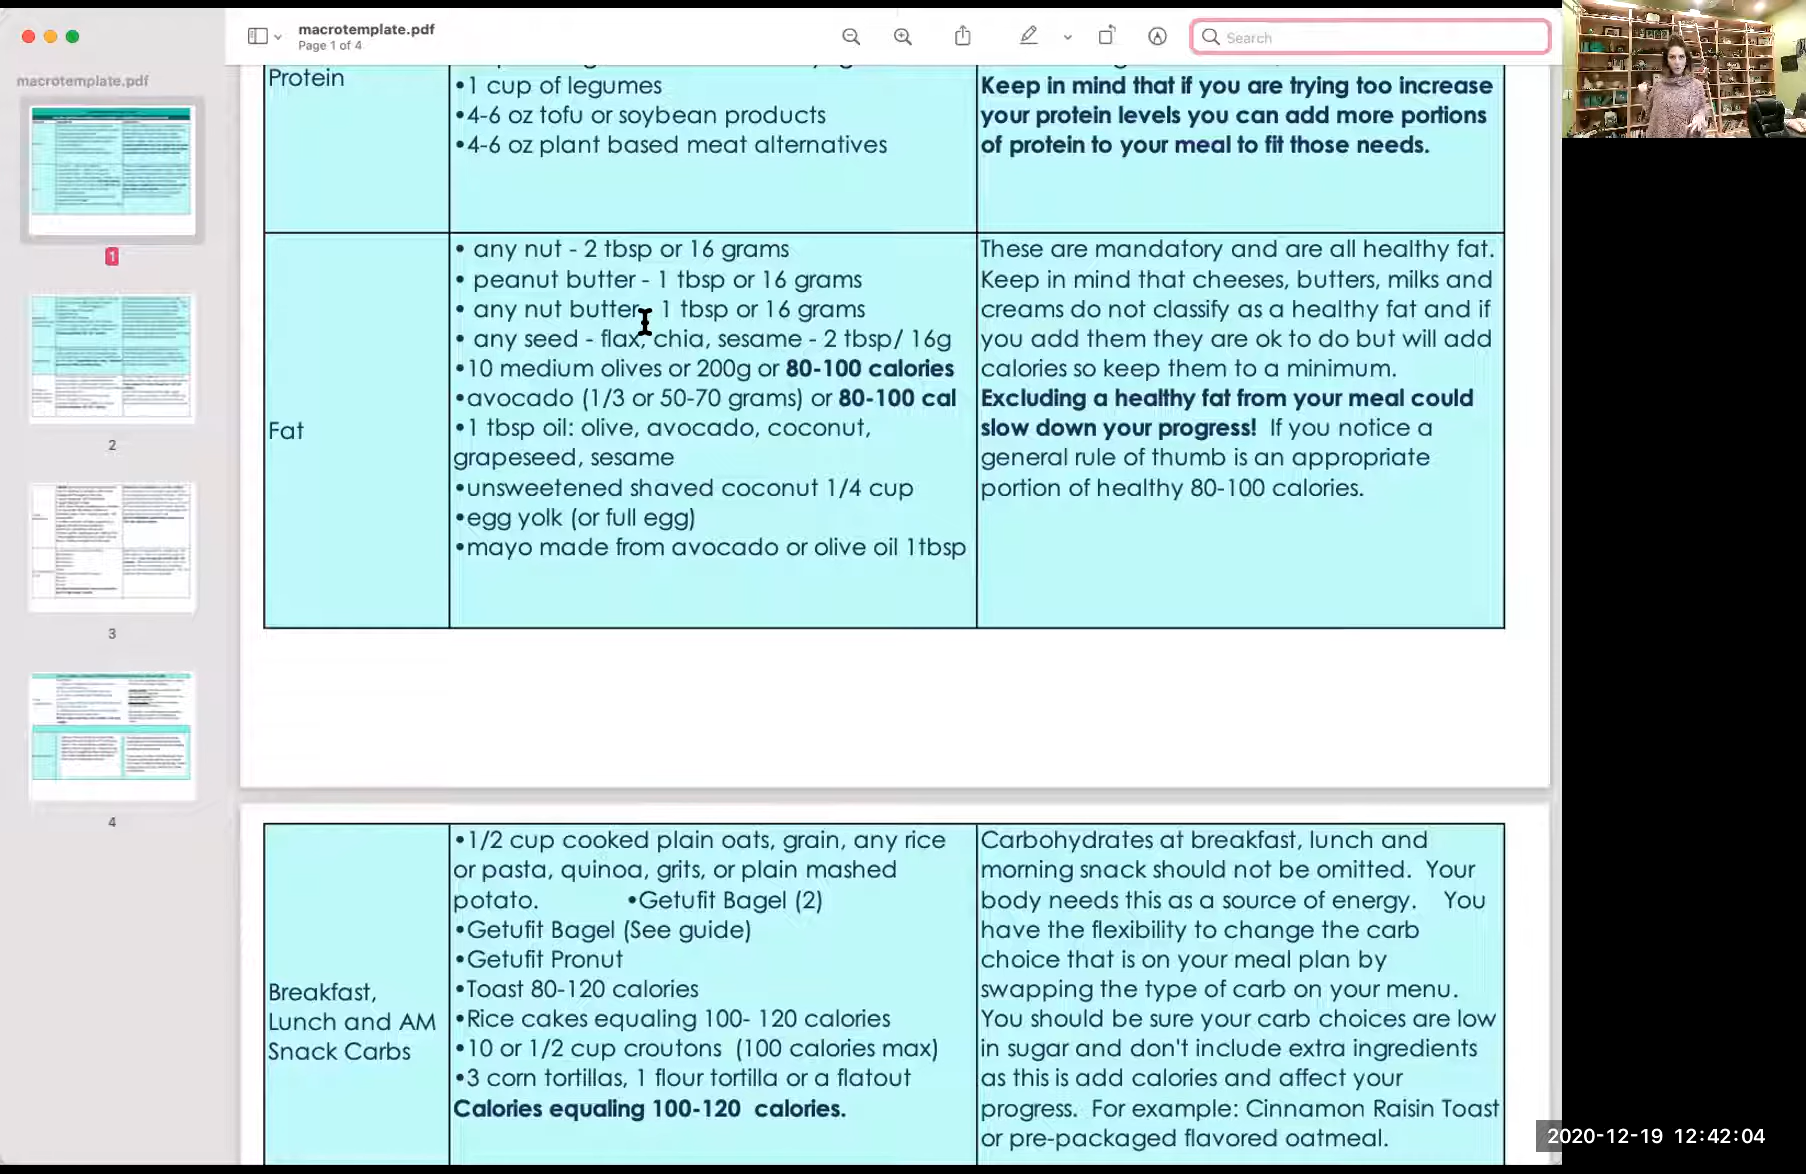 macrotemplate.pdf
Page 1 of 4
Search
macrotemplate.pdf
1
2
3
4
Protein
•1 cup of legumes
•4-6 oz tofu or soybean products
•4-6 oz plant based meat alternatives
Keep in mind that if you are trying too increase
your protein levels you can add more portions
of protein to your meal to fit those needs.
Fat
• any nut - 2 tbsp or 16 grams
• peanut butter - 1 tbsp or 16 grams
• any nut butter - 1 tbsp or 16 grams
• any seed - flax, chia, sesame - 2 tbsp/ 16g
•10 medium olives or 200g or 80-100 calories
•avocado (1/3 or 50-70 grams) or 80-100 cal
•1 tbsp oil: olive, avocado, coconut,
grapeseed, sesame
•unsweetened shaved coconut 1/4 cup
•egg yolk (or full egg)
•mayo made from avocado or olive oil 1tbsp
These are mandatory and are all healthy fat.
Keep in mind that cheeses, butters, milks and
creams do not classify as a healthy fat and if
you add them they are ok to do but will add
calories so keep them to a minimum.
Excluding a healthy fat from your meal could
slow down your progress! If you notice a
general rule of thumb is an appropriate
portion of healthy 80-100 calories.
Breakfast,
Lunch and AM
Snack Carbs
•1/2 cup cooked plain oats, grain, any rice
or pasta, quinoa, grits, or plain mashed
potato. •Getufit Bagel (2)
•Getufit Bagel (See guide)
•Getufit Pronut
•Toast 80-120 calories
•Rice cakes equaling 100- 120 calories
•10 or 1/2 cup croutons (100 calories max)
•3 corn tortillas, 1 flour tortilla or a flatout
Calories equaling 100-120 calories.
Carbohydrates at breakfast, lunch and
morning snack should not be omitted. Your
body needs this as a source of energy. You
have the flexibility to change the carb
choice that is on your meal plan by
swapping the type of carb on your menu.
You should be sure your carb choices are low
in sugar and don't include extra ingredients
as this is add calories and affect your
progress. For example: Cinnamon Raisin Toast
or pre-packaged flavored oatmeal.
2020-12-19 12:42:04